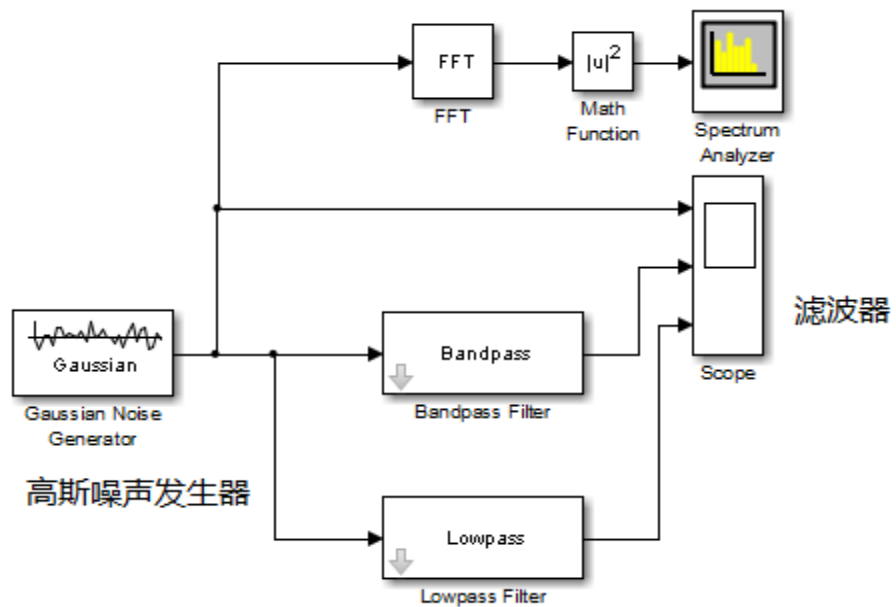 FFT
FFT
|u|²
Math
Function
Spectrum
Analyzer
Scope
滤波器
Gaussian
Gaussian Noise
Generator
高斯噪声发生器
Bandpass
Bandpass Filter
Lowpass
Lowpass Filter